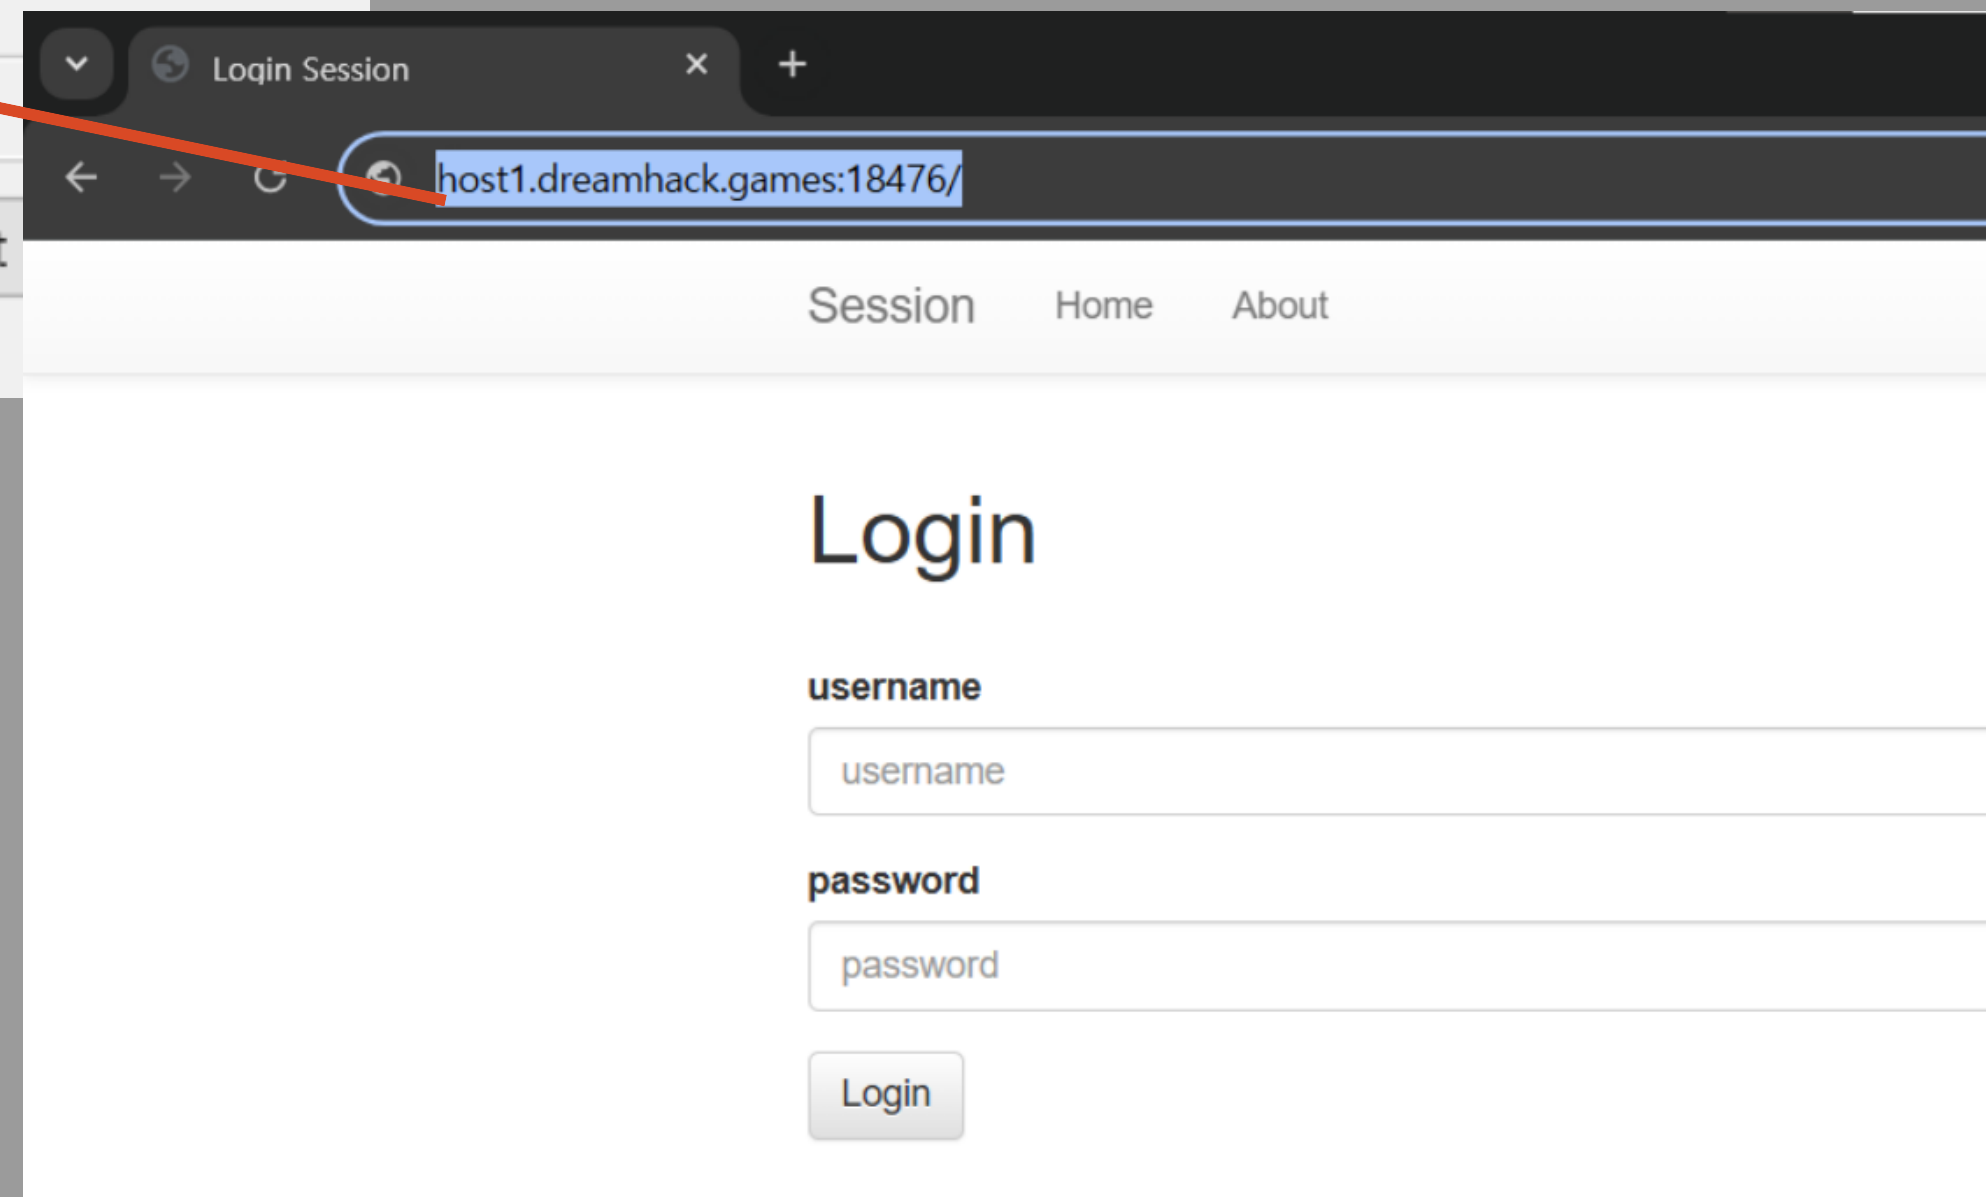 Login Session
host1.dreamhack.games:18476/
t
Session Home About
Login
username
username
password
password
Login